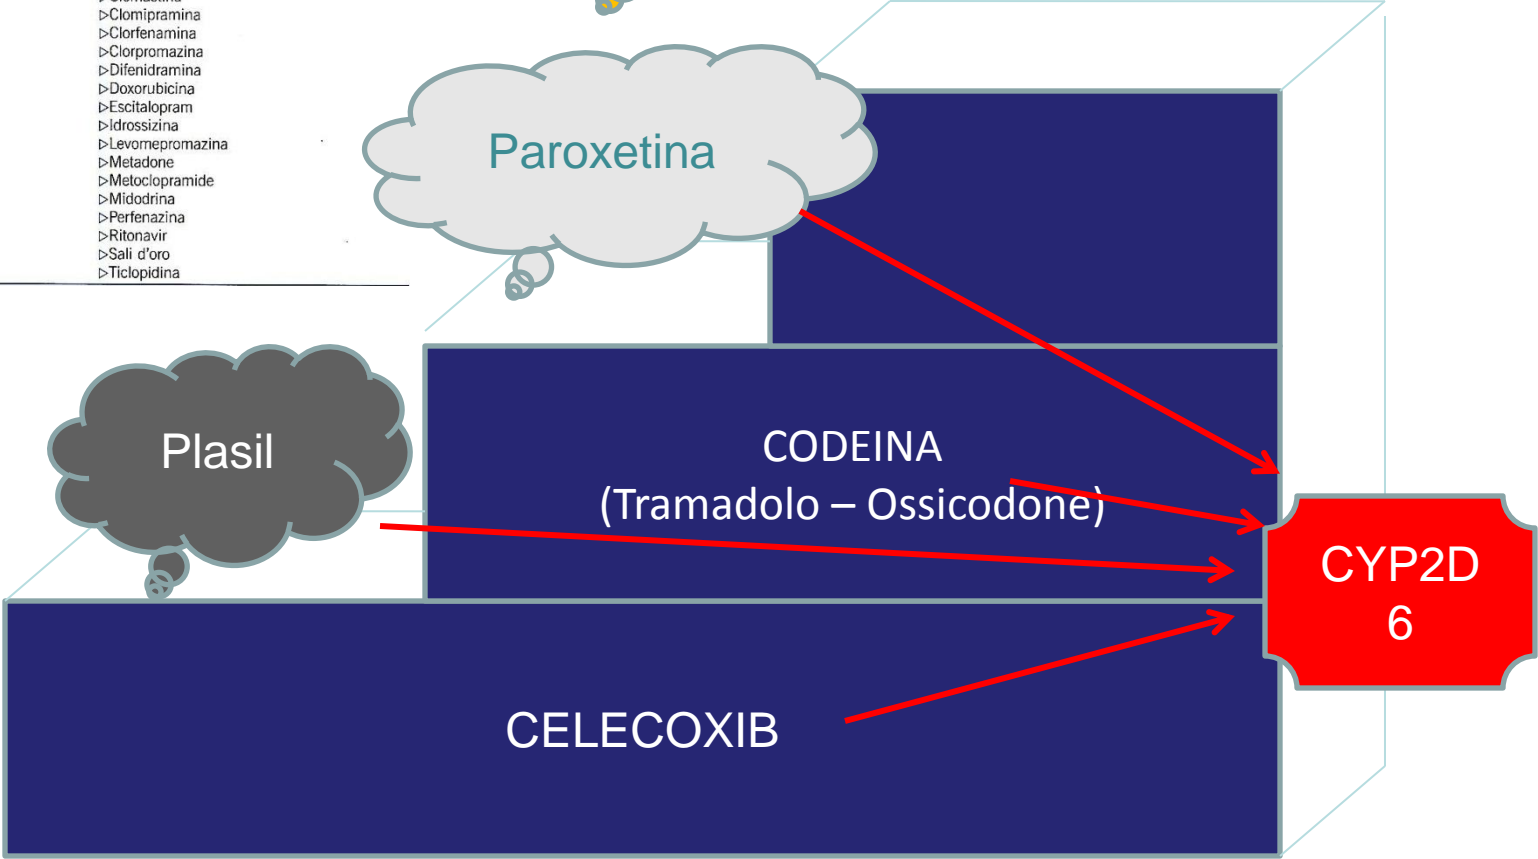 ▷Clomipramina
▷Clorfenamina
▷Clorpromazina
▷Difenidramina
▷Doxorubicina
▷Escitalopram
▷Idrossizina
▷Levomepromazina
▷Metadone
▷Metoclopramide
▷Midodrina
▷Perfenazina
▷Ritonavir
▷Sali d'oro
▷Ticlopidina
Paroxetina
Plasil
CODEINA
(Tramadolo – Ossicodone)
CYP2D
6
CELECOXIB